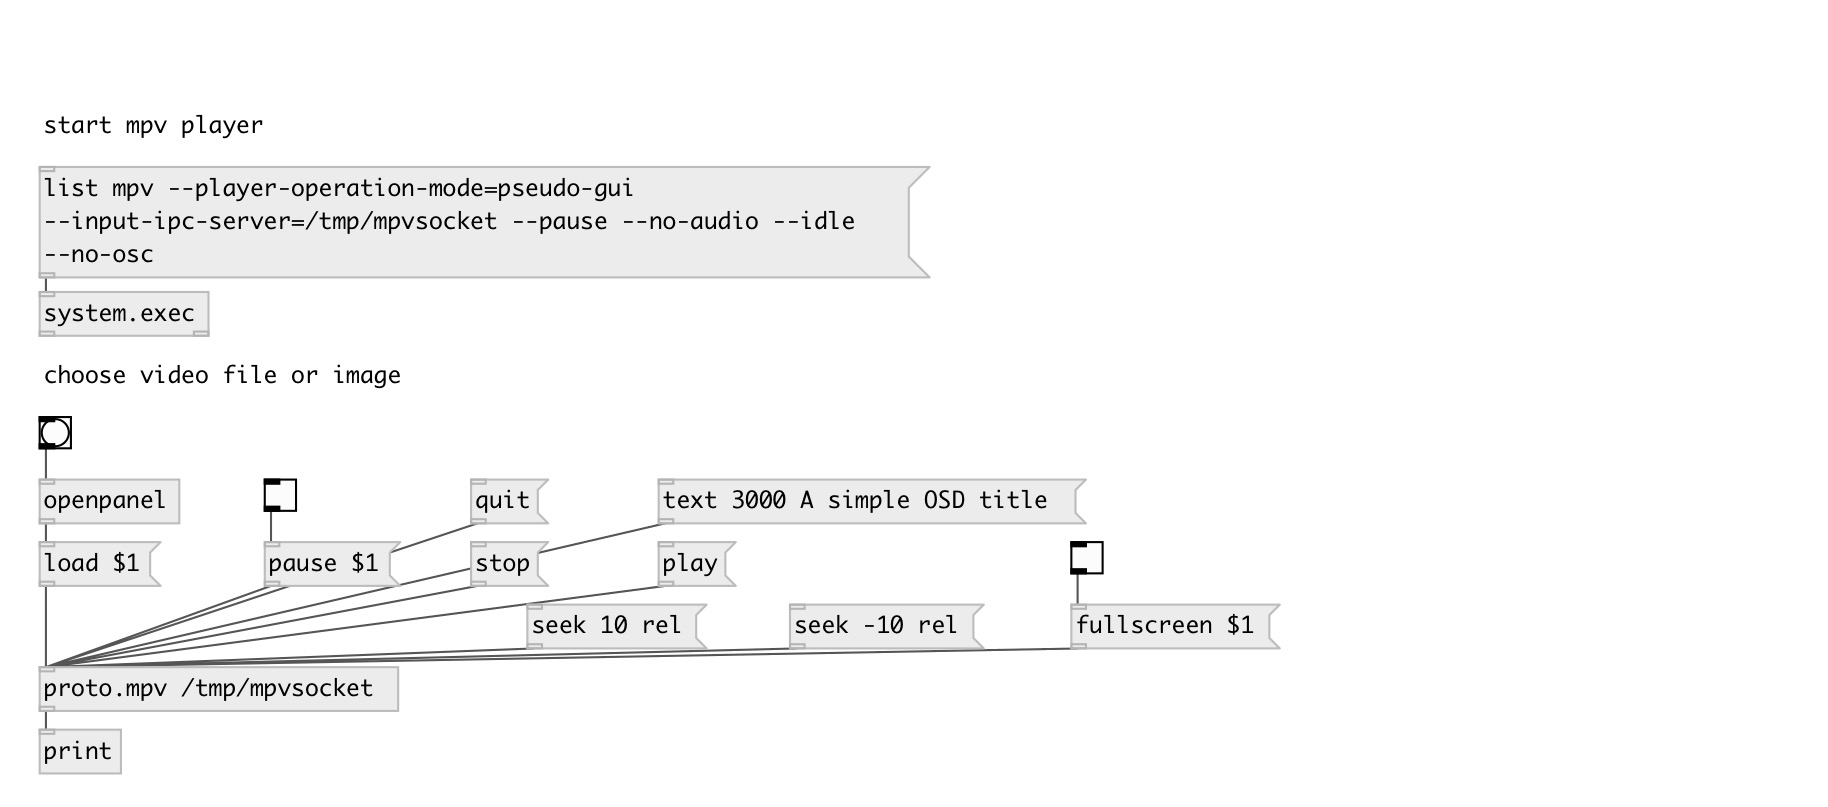 start mpv player
list mpv --player-operation-mode=pseudo-gui
--input-ipc-server=/tmp/mpvsocket --pause --no-audio --idle
--no-osc
system.exec
choose video file or image
openpanel
quit
text 3000 A simple OSD title
load $1
pause $1
stop
play
seek 10 rel
seek -10 rel
fullscreen $1
proto.mpv /tmp/mpvsocket
print